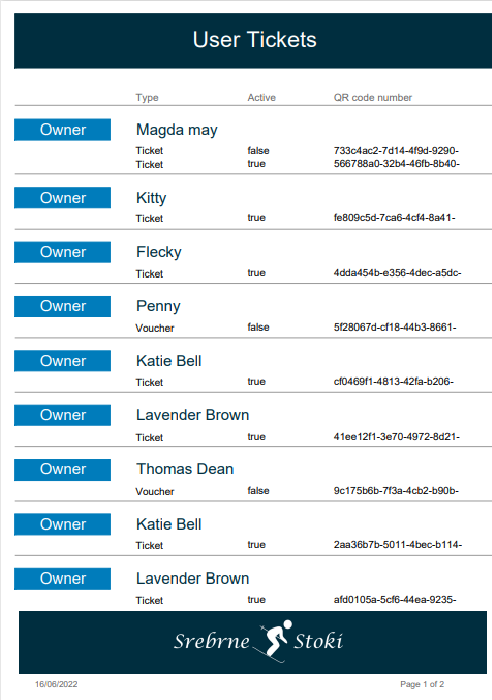 User Tickets
Type Active QR code number
Owner Magda may
Ticket false 733c4ac2-7d14-4f9d-9290-
Ticket true 566788a0-32b4-46fb-8b40-
Owner Kitty
Ticket true fe809c5d-7ca6-4cf4-8a41-
Owner Flecky
Ticket true 4dda454b-e356-4dec-a5dc-
Owner Penny
Voucher false 5f28067d-cf18-44b3-8661-
Owner Katie Bell
Ticket true cf0469f1-4813-42fa-b206-
Owner Lavender Brown
Ticket true 41ee12f1-3e70-4972-8d21-
Owner Thomas Dean
Voucher false 9c175b6b-7f3a-4cb2-b90b-
Owner Katie Bell
Ticket true 2aa36b7b-5011-4bec-b114-
Owner Lavender Brown
Ticket true afd0105a-5cf6-44ea-9235-
Srebrne Stoki
16/06/2022 Page 1 of 2